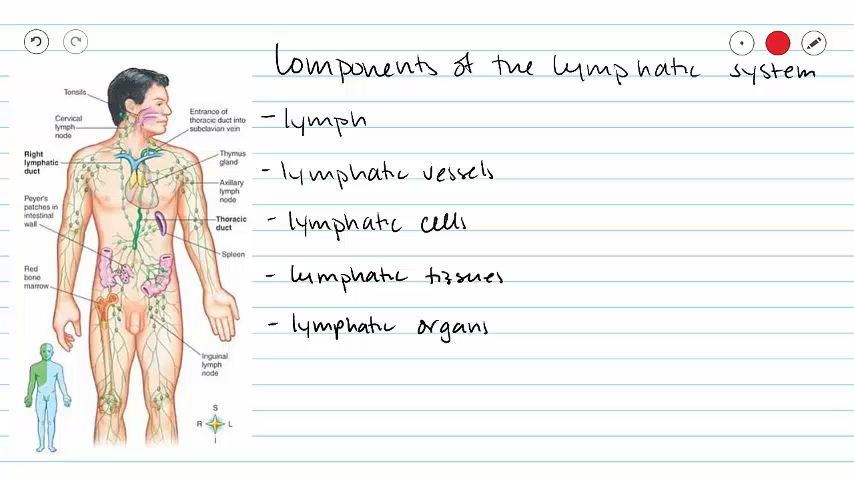 Components of the lymphatic system
- lymph
- lymphatic vessels
- lymphatic cells
- lymphatic tissues
- lymphatic organs
Tonsils
Cervical
lymph
node
Right
lymphatic
duct
Peyer's
patches in
intestinal
wall
Red
bone
marrow
Entrance of
thoracic duct into
subclavian vein
Thymus
gland
Axillary
lymph
node
Thoracic
duct
Spleen
Inguinal
lymph
node
S
R L
I